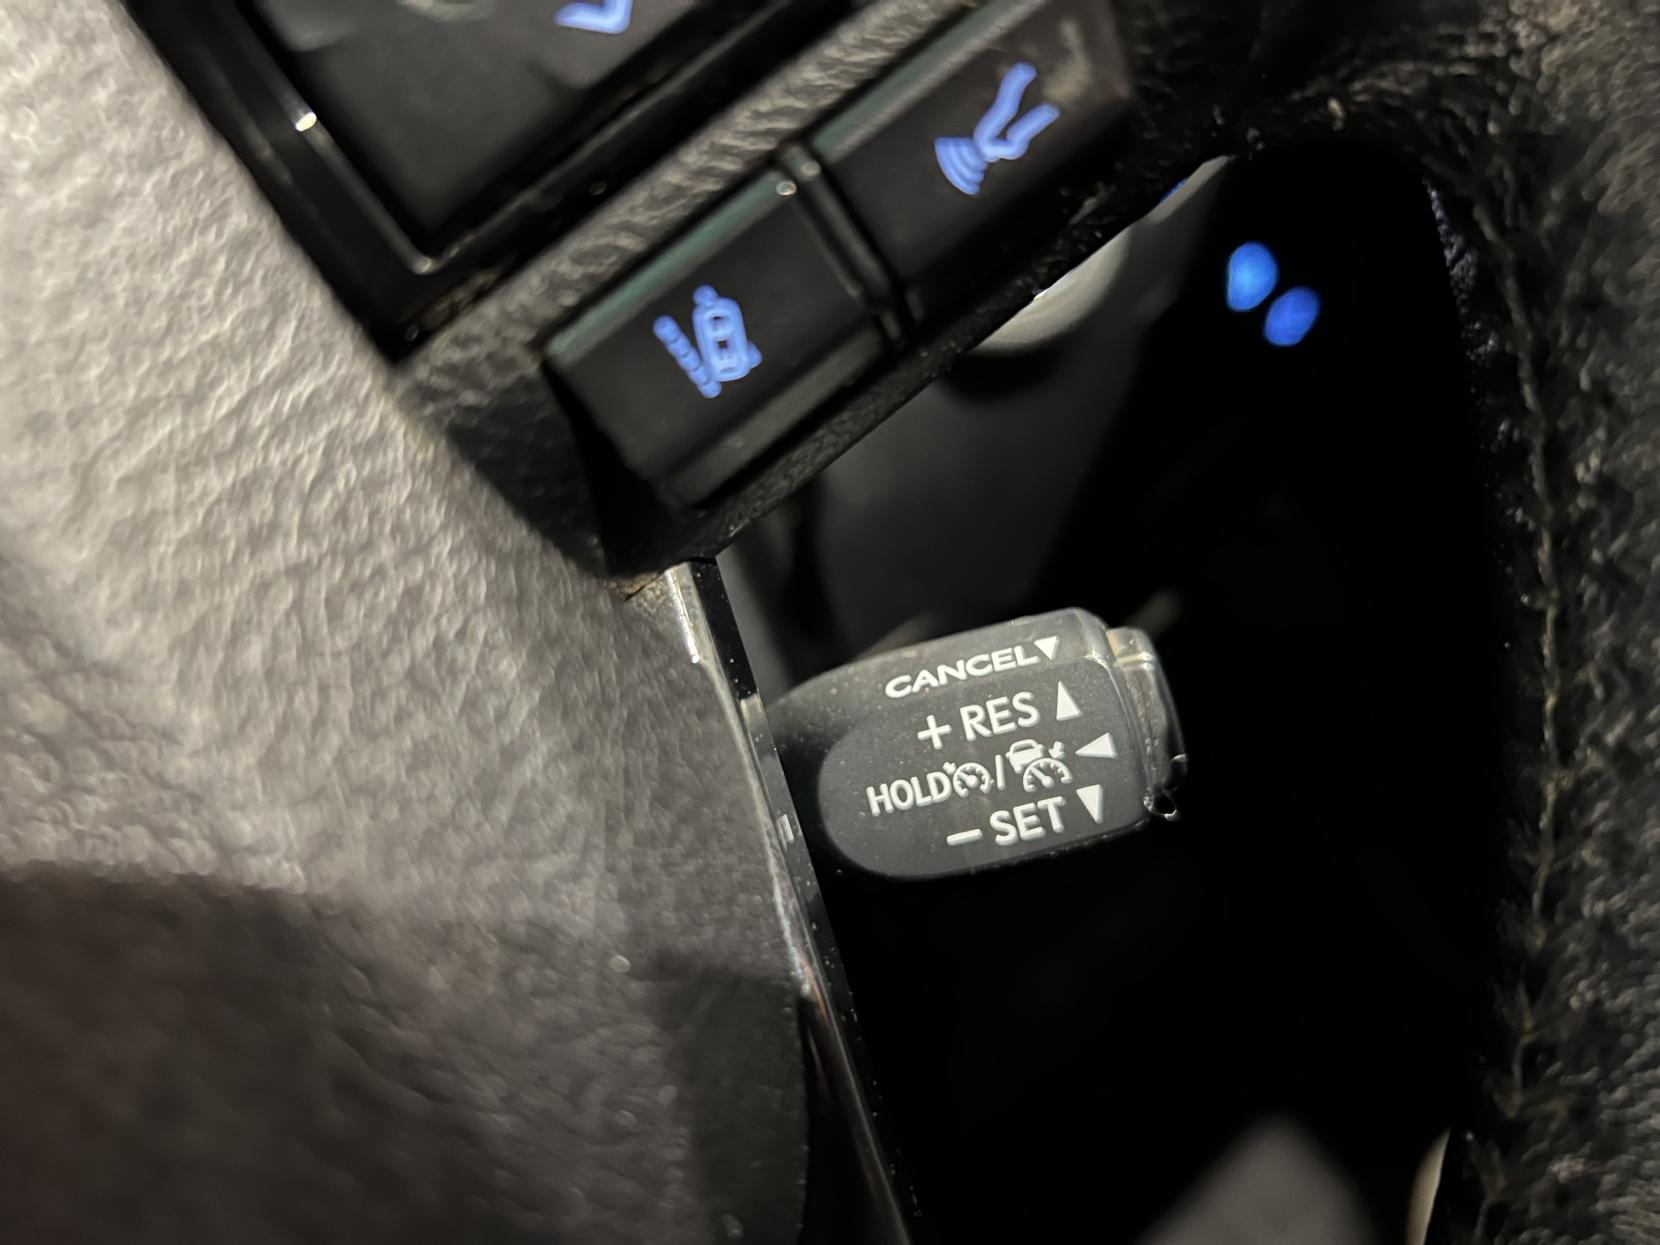 CANCEL▼
+ RES ▲
HOLD / ◀
− SET ▼